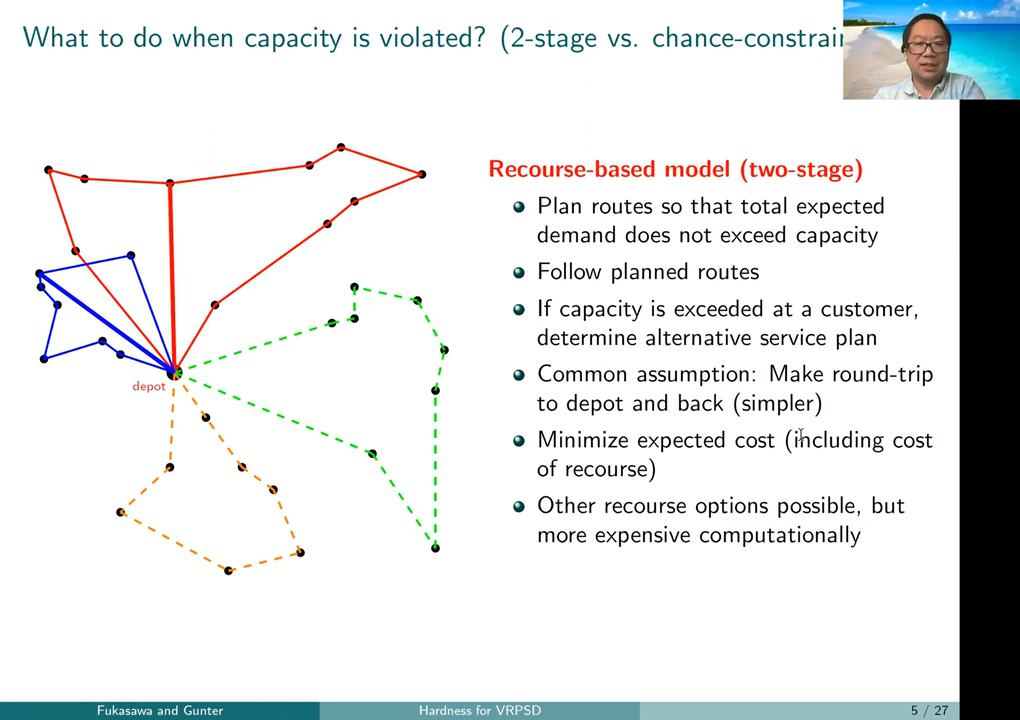 What to do when capacity is violated? (2-stage vs. chance-constrain
Recourse-based model (two-stage)
Plan routes so that total expected
demand does not exceed capacity
Follow planned routes
If capacity is exceeded at a customer,
determine alternative service plan
Common assumption: Make round-trip
to depot and back (simpler)
Minimize expected cost (including cost
of recourse)
Other recourse options possible, but
more expensive computationally
depot
Fukasawa and Gunter
Hardness for VRPSD
5 / 27